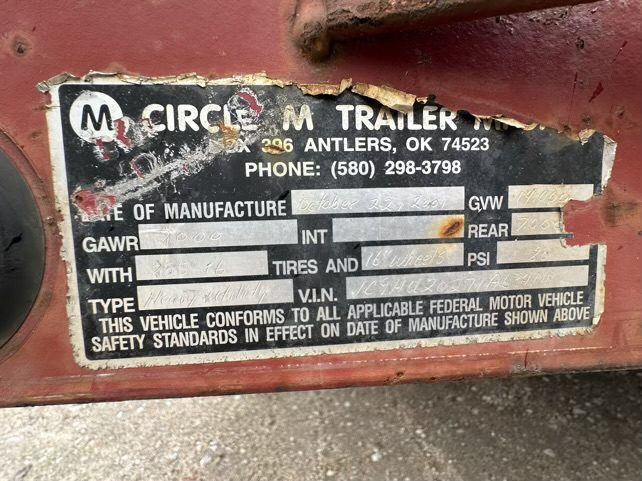 M CIRCLE M TRAILER
BOX 396 ANTLERS, OK 74523
PHONE: (580) 298-3798
DATE OF MANUFACTURE October 22, 2001 GVW
GAWR 7000 INT REAR
WITH TIRES AND 16" wheels PSI
TYPE Heavy Utility V.I.N.
THIS VEHICLE CONFORMS TO ALL APPLICABLE FEDERAL MOTOR VEHICLE
SAFETY STANDARDS IN EFFECT ON DATE OF MANUFACTURE SHOWN ABOVE